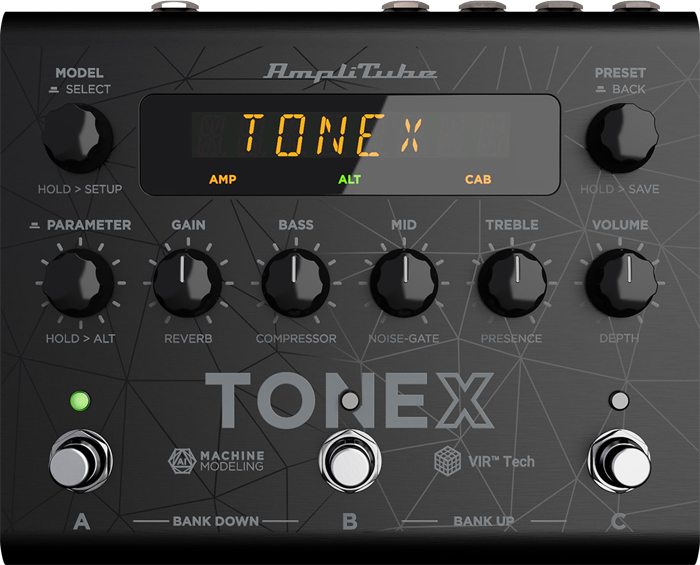 AmpliTube
MODEL
SELECT
HOLD > SETUP
TONEX
AMP ALT CAB
PRESET
BACK
HOLD > SAVE
PARAMETER GAIN BASS MID TREBLE VOLUME
HOLD > ALT REVERB COMPRESSOR NOISE-GATE PRESENCE DEPTH
TONEX
AI MACHINE
MODELING
VIR™ Tech
A BANK DOWN B BANK UP C